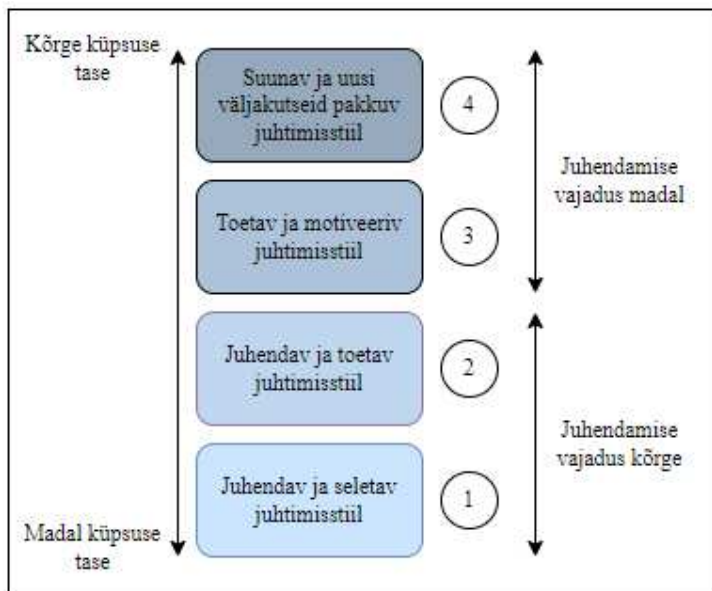 Kõrge küpsuse
tase
Suunav ja uusi
väljakutseid pakkuv
juhtimisstiil
4
Juhendamise
vajadus madal
Toetav ja motiveeriv
juhtimisstiil
3
Juhendav ja toetav
juhtimisstiil
2
Juhendamise
vajadus kõrge
Juhendav ja seletav
juhtimisstiil
1
Madal küpsuse
tase